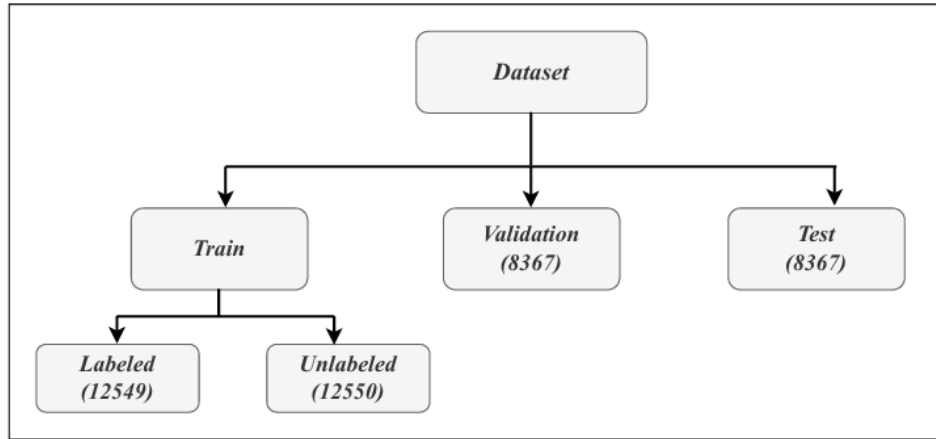 Dataset
Train
Validation
(8367)
Test
(8367)
Labeled
(12549)
Unlabeled
(12550)